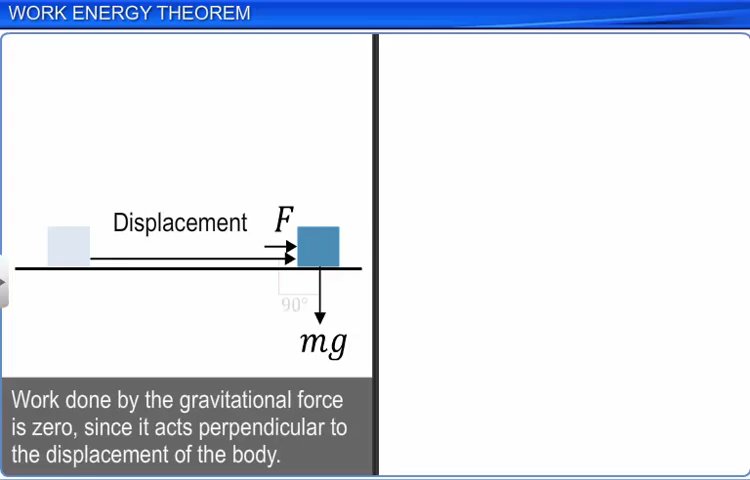 WORK ENERGY THEOREM
Displacement
F
90°
mg
Work done by the gravitational force
is zero, since it acts perpendicular to
the displacement of the body.